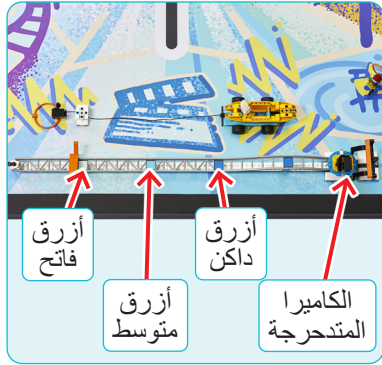 أزرق
داكن
أزرق
فاتح
الكاميرا
المتدحرجة
أزرق
متوسط